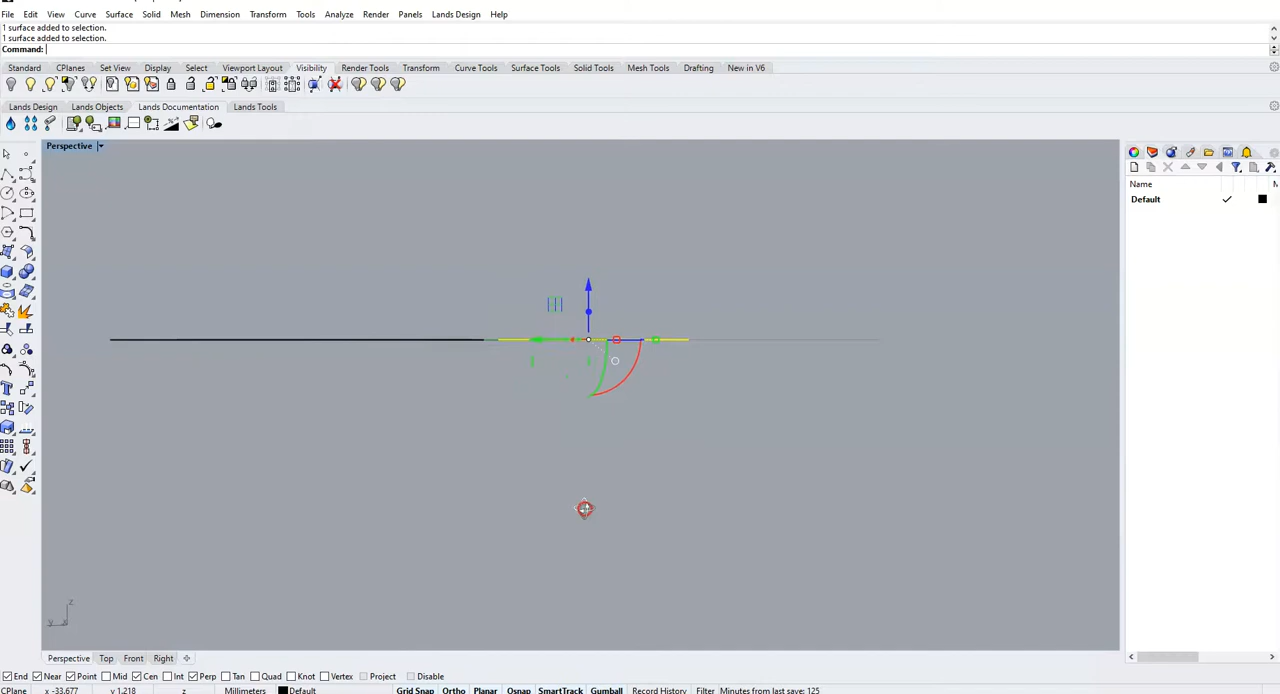 File Edit View Curve Surface Solid Mesh Dimension Transform Tools Analyze Render Panels Lands Design Help
1 surface added to selection.
1 surface added to selection.
Command:
Standard CPlanes Set View Display Select Viewport Layout Visibility Render Tools Transform Curve Tools Surface Tools Solid Tools Mesh Tools Drafting New in V6
Lands Design Lands Objects Lands Documentation Lands Tools
Perspective
Name M
Default
z
y x
Perspective Top Front Right
End Near Point Mid Cen Int Perp Tan Quad Knot Vertex Project Disable
CPlane x -33.677 y 1.218 z Millimeters Default Grid Snap Ortho Planar Osnap SmartTrack Gumball Record History Filter Minutes from last save: 125